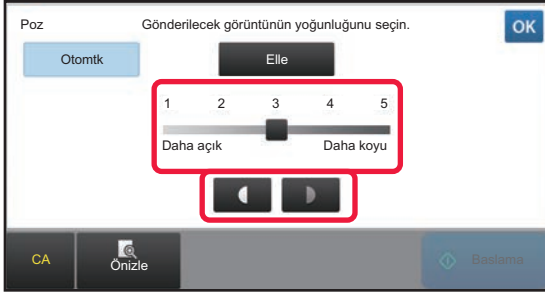 Poz Gönderilecek görüntünün yoğunluğunu seçin. OK
Otomtk Elle
1 2 3 4 5
Daha açık Daha koyu
CA Önizle Baslama